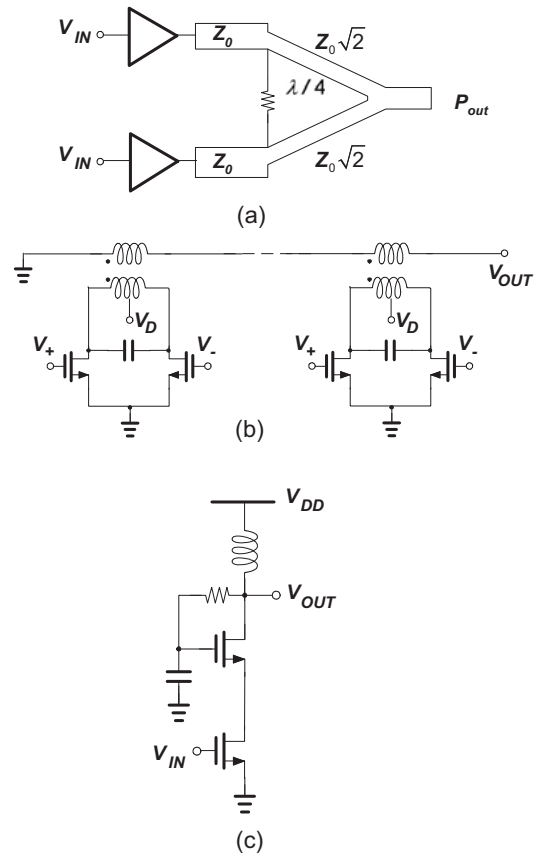 V_IN Z_0 Z_0√2
λ/4
P_out
V_IN Z_0 Z_0√2
(a)
V_OUT
V_D V_D
V_+ V_- V_+ V_-
(b)
V_DD
V_OUT
V_IN
(c)